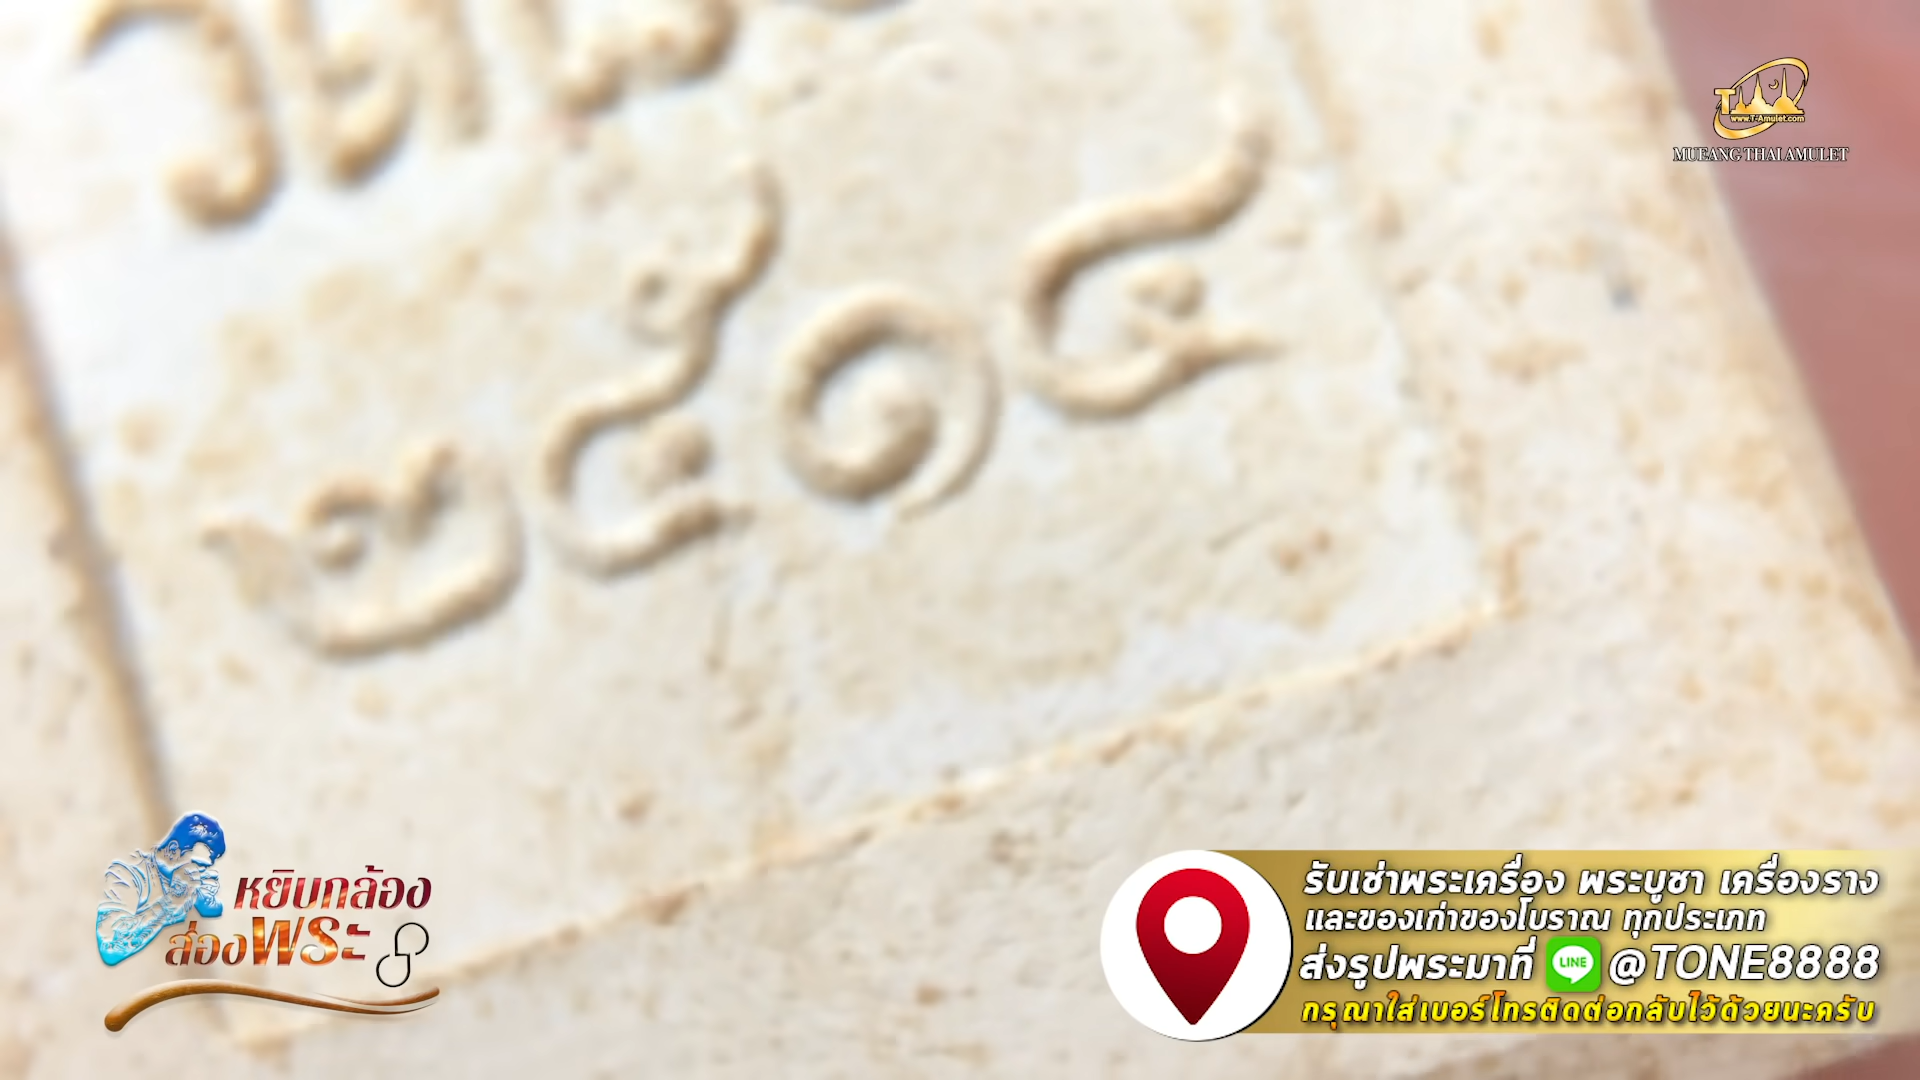 www.T-Amulet.com
MUEANG THAI AMULET
๒๕๑๔
หยิบกล้อง
ส่องพระ
รับเช่าพระเครื่อง พระบูชา เครื่องราง
และของเก่าของโบราณ ทุกประเภท
ส่งรูปพระมาที่ LINE @TONE8888
กรุณาใส่เบอร์โทรติดต่อกลับไว้ด้วยนะครับ